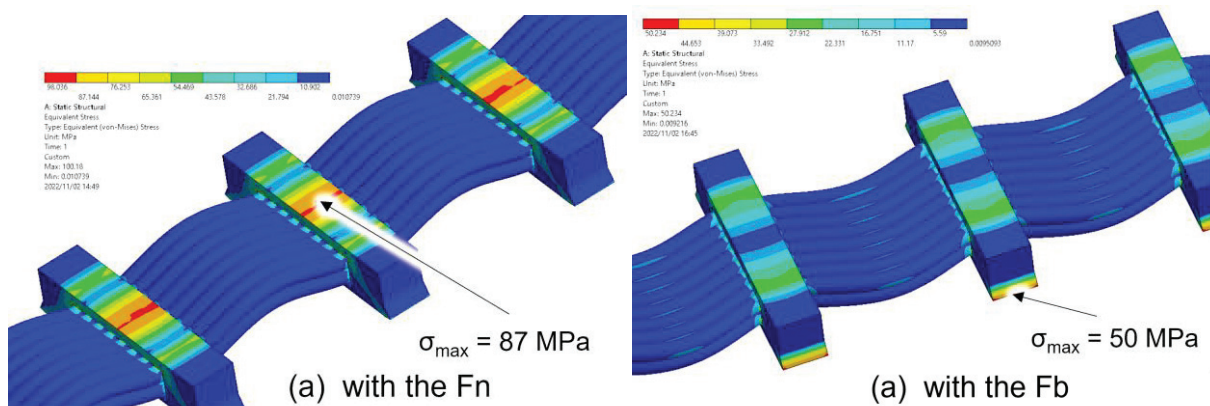 98.036 76.253 54.469 32.686 10.902
87.144 65.361 43.578 21.794 0.010739
A: Static Structural
Equivalent Stress
Type: Equivalent (von-Mises) Stress
Unit: MPa
Time: 1
Custom
Max: 100.16
Min: 0.010739
2022/11/02 14:49
σmax = 87 MPa
(a) with the Fn
50.234 39.073 27.912 16.751 5.59
44.653 33.492 22.331 11.17 0.0095093
A: Static Structural
Equivalent Stress
Type: Equivalent (von-Mises) Stress
Unit: MPa
Time: 1
Custom
Max: 50.234
Min: 0.009216
2022/11/02 16:45
σmax = 50 MPa
(a) with the Fb